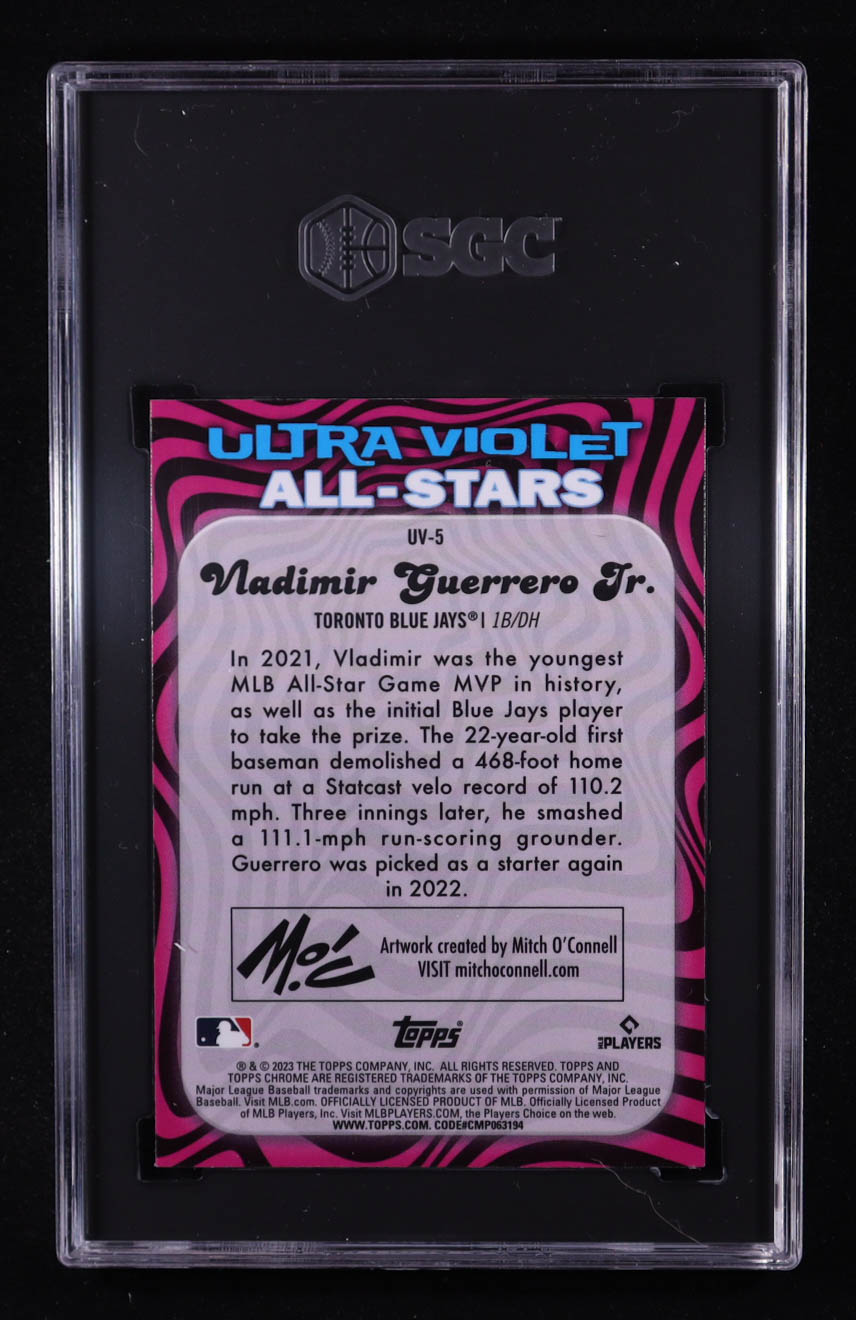 SGC
ULTRA VIOLET
ALL-STARS
UV-5
Vladimir Guerrero Jr.
TORONTO BLUE JAYS® | 1B/DH
In 2021, Vladimir was the youngest
MLB All-Star Game MVP in history,
as well as the initial Blue Jays player
to take the prize. The 22-year-old first
baseman demolished a 468-foot home
run at a Statcast velo record of 110.2
mph. Three innings later, he smashed
a 111.1-mph run-scoring grounder.
Guerrero was picked as a starter again
in 2022.
Mo'C
Artwork created by Mitch O'Connell
VISIT mitchoconnell.com
topps®
MLB PLAYERS
® & © 2023 THE TOPPS COMPANY, INC. ALL RIGHTS RESERVED. TOPPS AND
TOPPS CHROME ARE REGISTERED TRADEMARKS OF THE TOPPS COMPANY, INC.
Major League Baseball trademarks and copyrights are used with permission of Major League
Baseball. Visit MLB.com. OFFICIALLY LICENSED PRODUCT OF MLB. Officially Licensed Product
of MLB Players, Inc. Visit MLBPLAYERS.COM, the Players Choice on the web.
WWW.TOPPS.COM. CODE#CMP063194